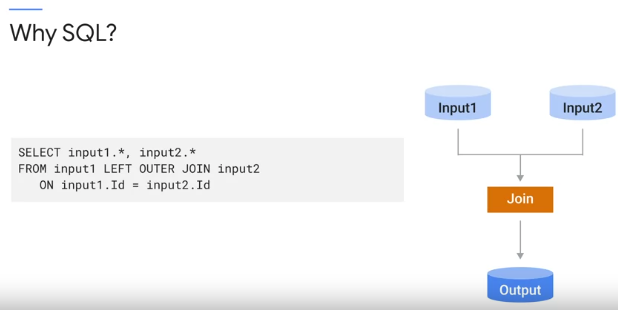 Why SQL?
SELECT input1.*, input2.*
FROM input1 LEFT OUTER JOIN input2
ON input1.Id = input2.Id
Input1
Input2
Join
Output